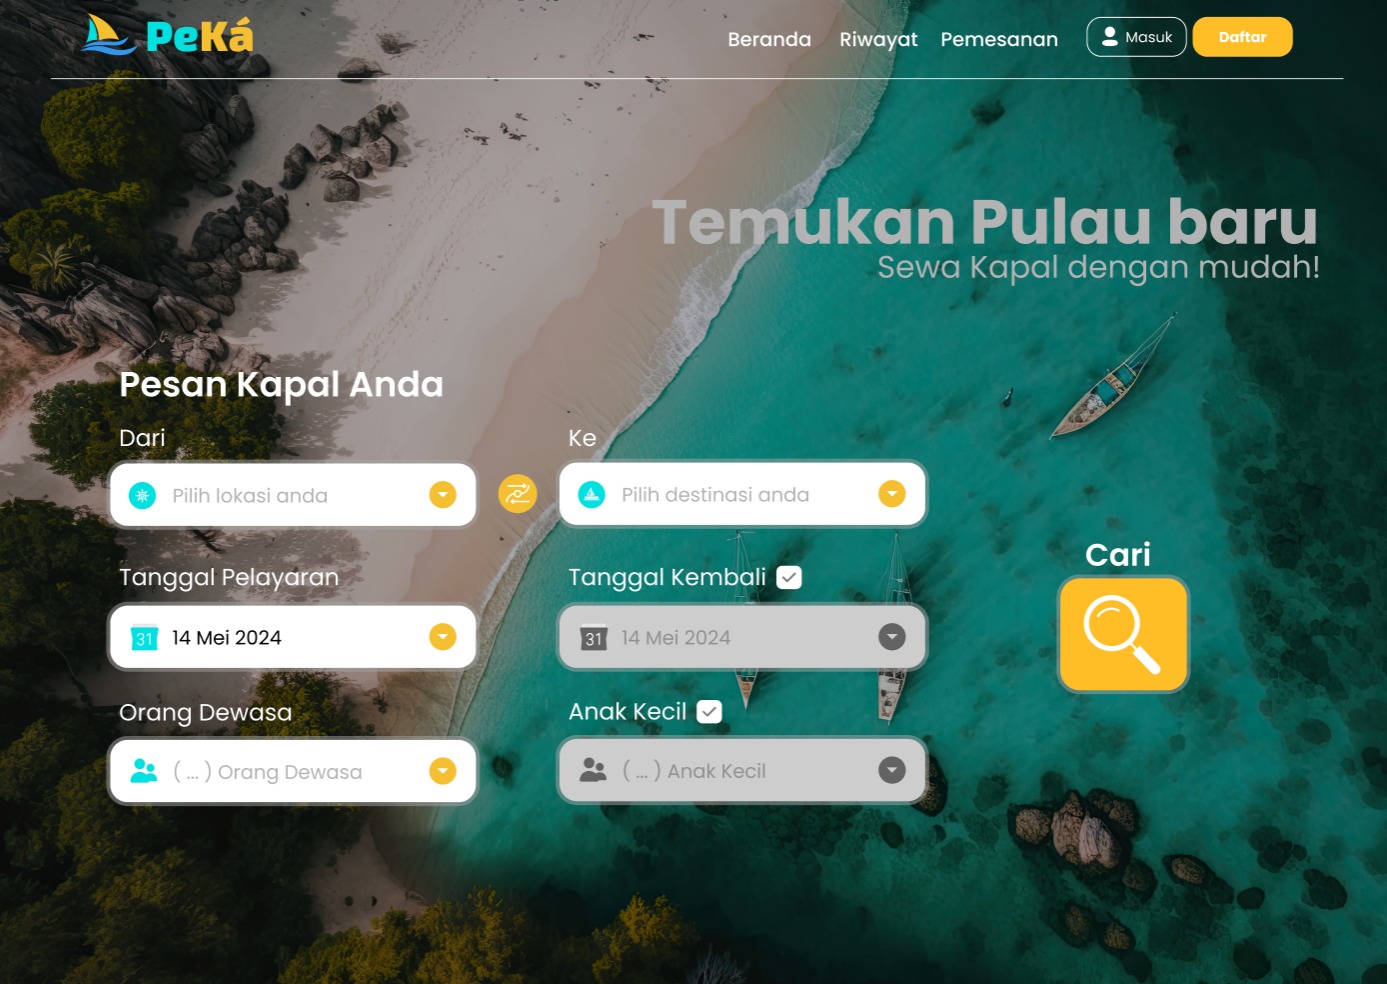 PeKá
Beranda Riwayat Pemesanan Masuk Daftar
Temukan Pulau baru
Sewa Kapal dengan mudah!
Pesan Kapal Anda
Dari
Ke
Pilih lokasi anda
Pilih destinasi anda
Tanggal Pelayaran
Tanggal Kembali
31 14 Mei 2024
31 14 Mei 2024
Orang Dewasa
Anak Kecil
( ... ) Orang Dewasa
( ... ) Anak Kecil
Cari